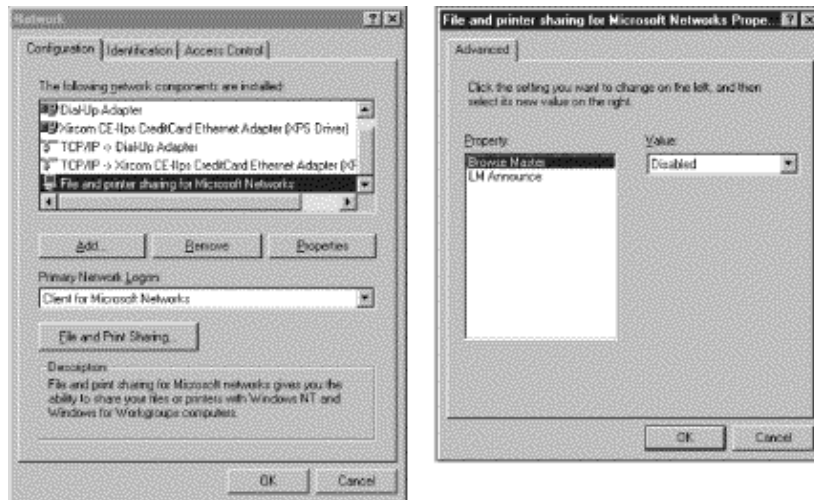 Network
Configuration Identification Access Control
The following network components are installed:
Dial-Up Adapter
Xircom CE-IIps CreditCard Ethernet Adapter (XPS Driver)
TCP/IP -> Dial-Up Adapter
TCP/IP -> Xircom CE-IIps CreditCard Ethernet Adapter (XF
File and printer sharing for Microsoft Networks
Add... Remove Properties
Primary Network Logon:
Client for Microsoft Networks
File and Print Sharing...
Description
File and print sharing for Microsoft networks gives you the
ability to share your files or printers with Windows NT and
Windows for Workgroups computers.
OK Cancel
File and printer sharing for Microsoft Networks Prope...
Advanced
Click the setting you want to change on the left, and then
select its new value on the right.
Property: Value:
Browse Master Disabled
LM Announce
OK Cancel